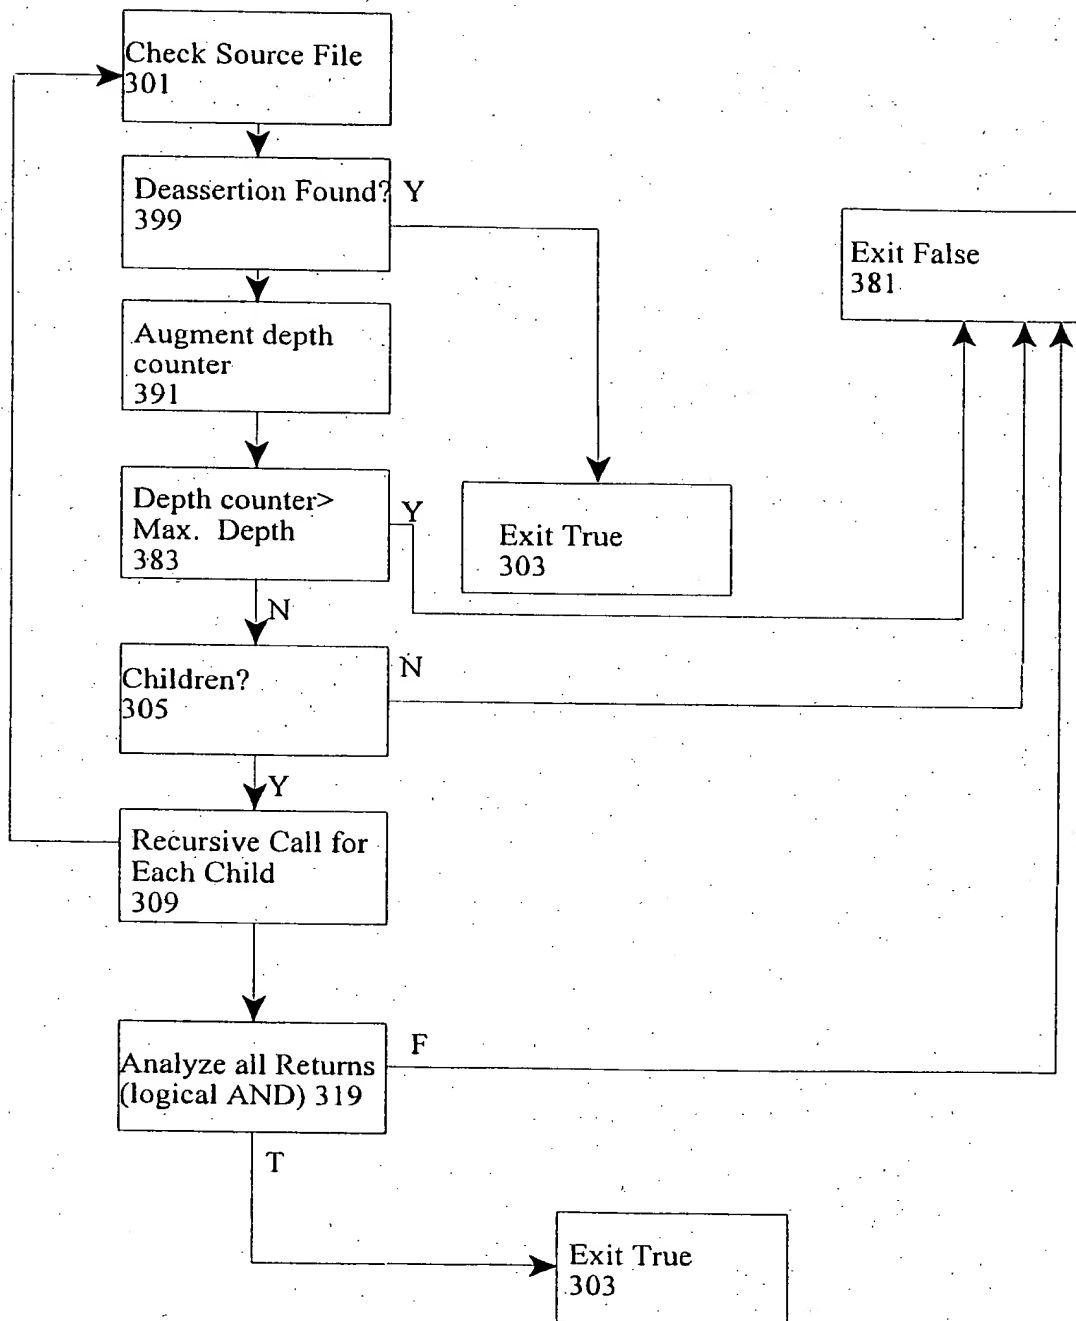 Check Source File
301
Deassertion Found? Y
399
Exit False
381
Augment depth
counter
391
Depth counter>
Max. Depth
383
Y
Exit True
303
N
Children?
305
N
Y
Recursive Call for
Each Child
309
F
Analyze all Returns
(logical AND) 319
T
Exit True
303